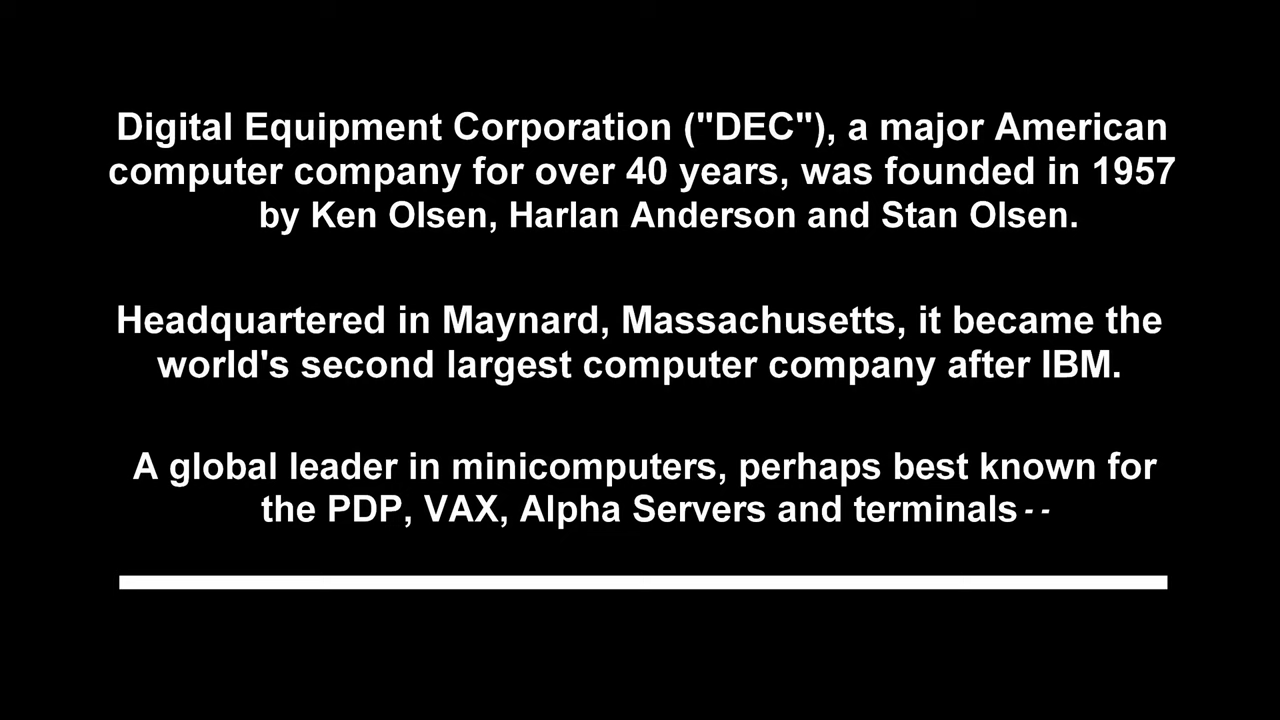 Digital Equipment Corporation ("DEC"), a major American
computer company for over 40 years, was founded in 1957
by Ken Olsen, Harlan Anderson and Stan Olsen.
Headquartered in Maynard, Massachusetts, it became the
world's second largest computer company after IBM.
A global leader in minicomputers, perhaps best known for
the PDP, VAX, Alpha Servers and terminals--